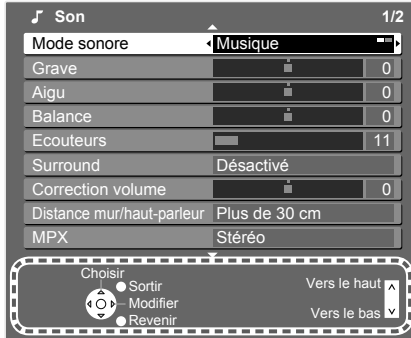 Son 1/2
Mode sonore Musique
Grave 0
Aigu 0
Balance 0
Ecouteurs 11
Surround Désactivé
Correction volume 0
Distance mur/haut-parleur Plus de 30 cm
MPX Stéréo
Choisir
Sortir
Vers le haut
Modifier
Vers le bas
Revenir